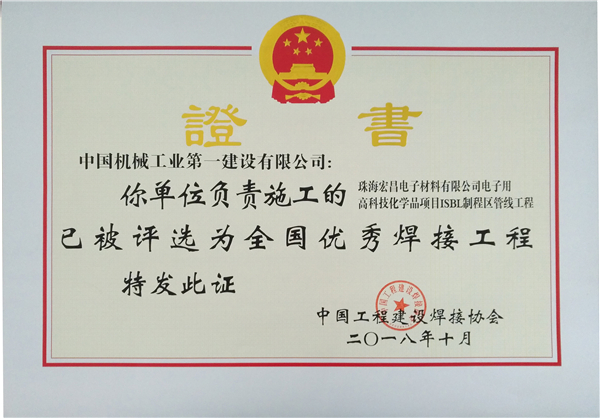 證書
中国机械工业第一建设有限公司:
你单位负责施工的
珠海宏昌电子材料有限公司电子用
高科技化学品项目ISBL制程区管线工程
已被评选为全国优秀焊接工程
特发此证
中国工程建设焊接协会
二〇一八年十月